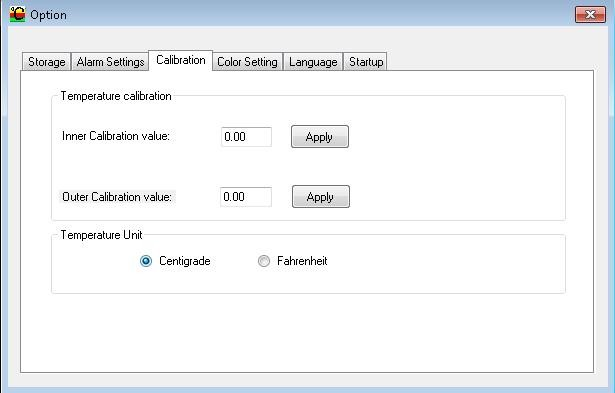 Option
Storage Alarm Settings Calibration Color Setting Language Startup
Temperature calibration
Inner Calibration value: 0.00 Apply
Outer Calibration value: 0.00 Apply
Temperature Unit
Centigrade Fahrenheit